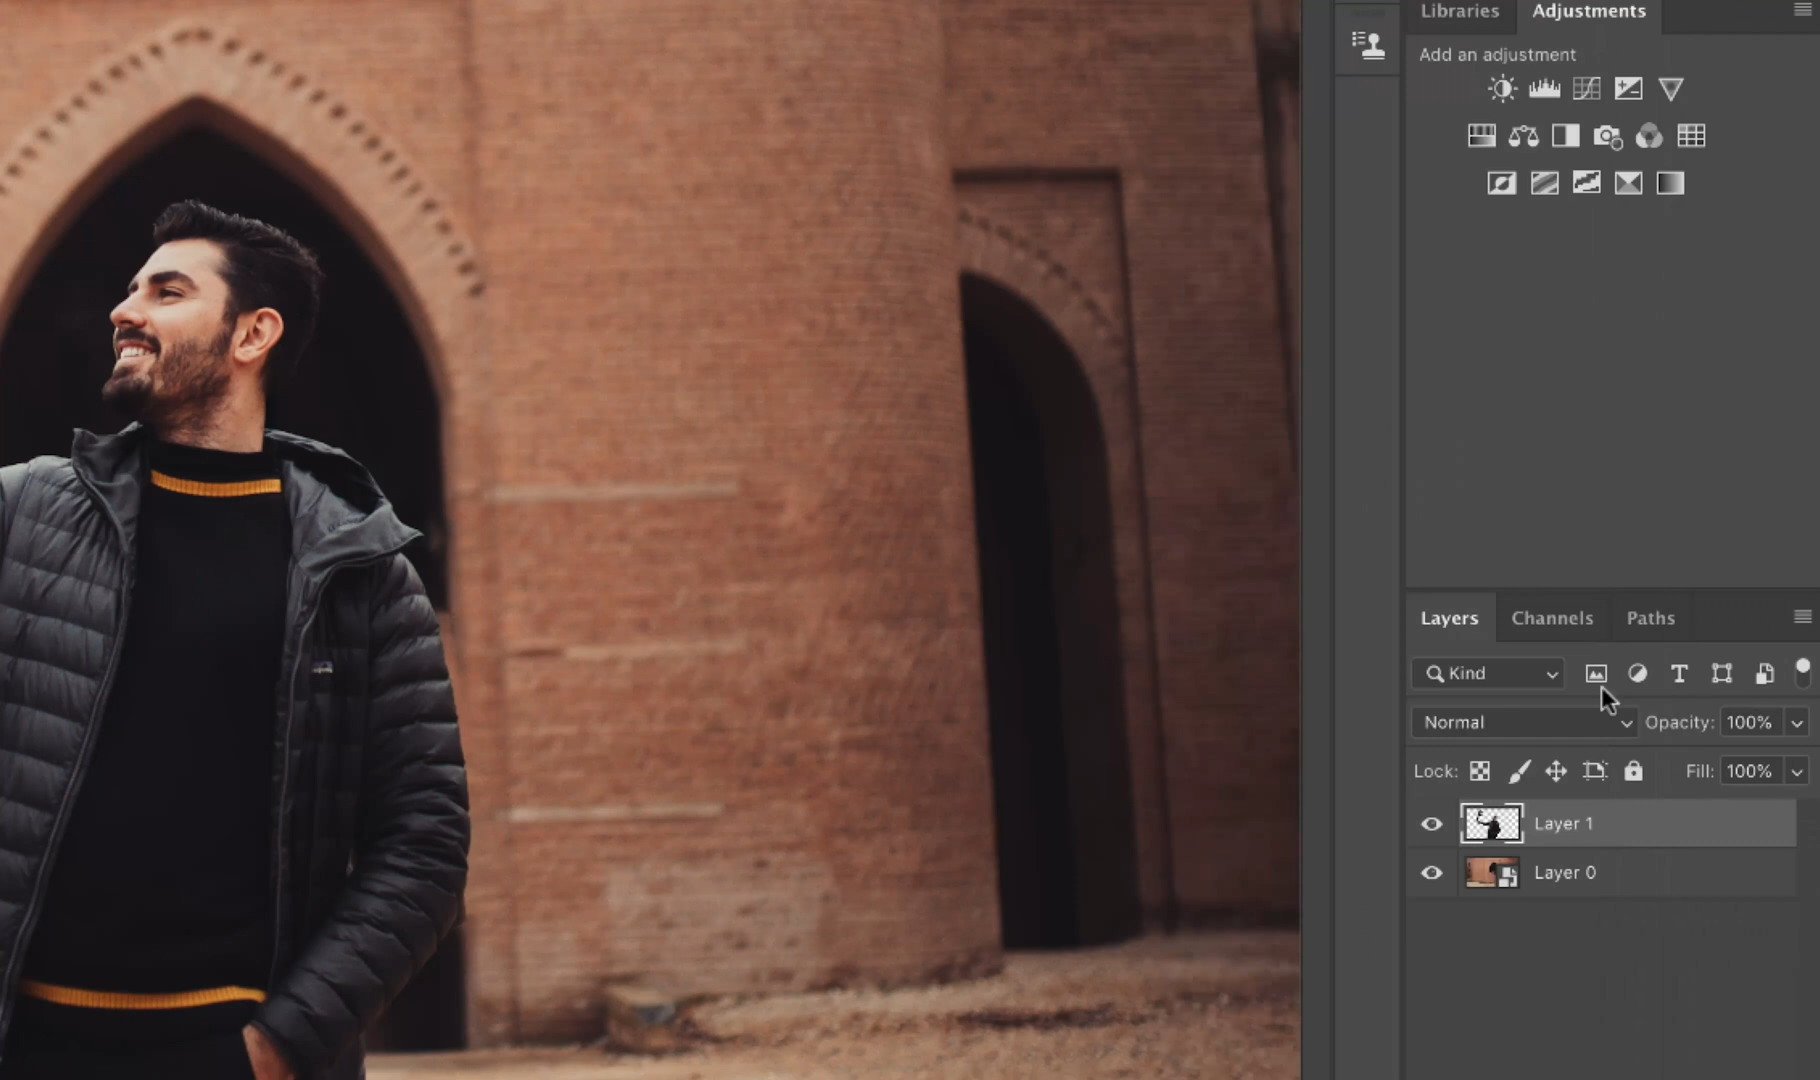 Libraries Adjustments
Add an adjustment
Layers Channels Paths
Kind
Normal Opacity: 100%
Lock: Fill: 100%
Layer 1
Layer 0